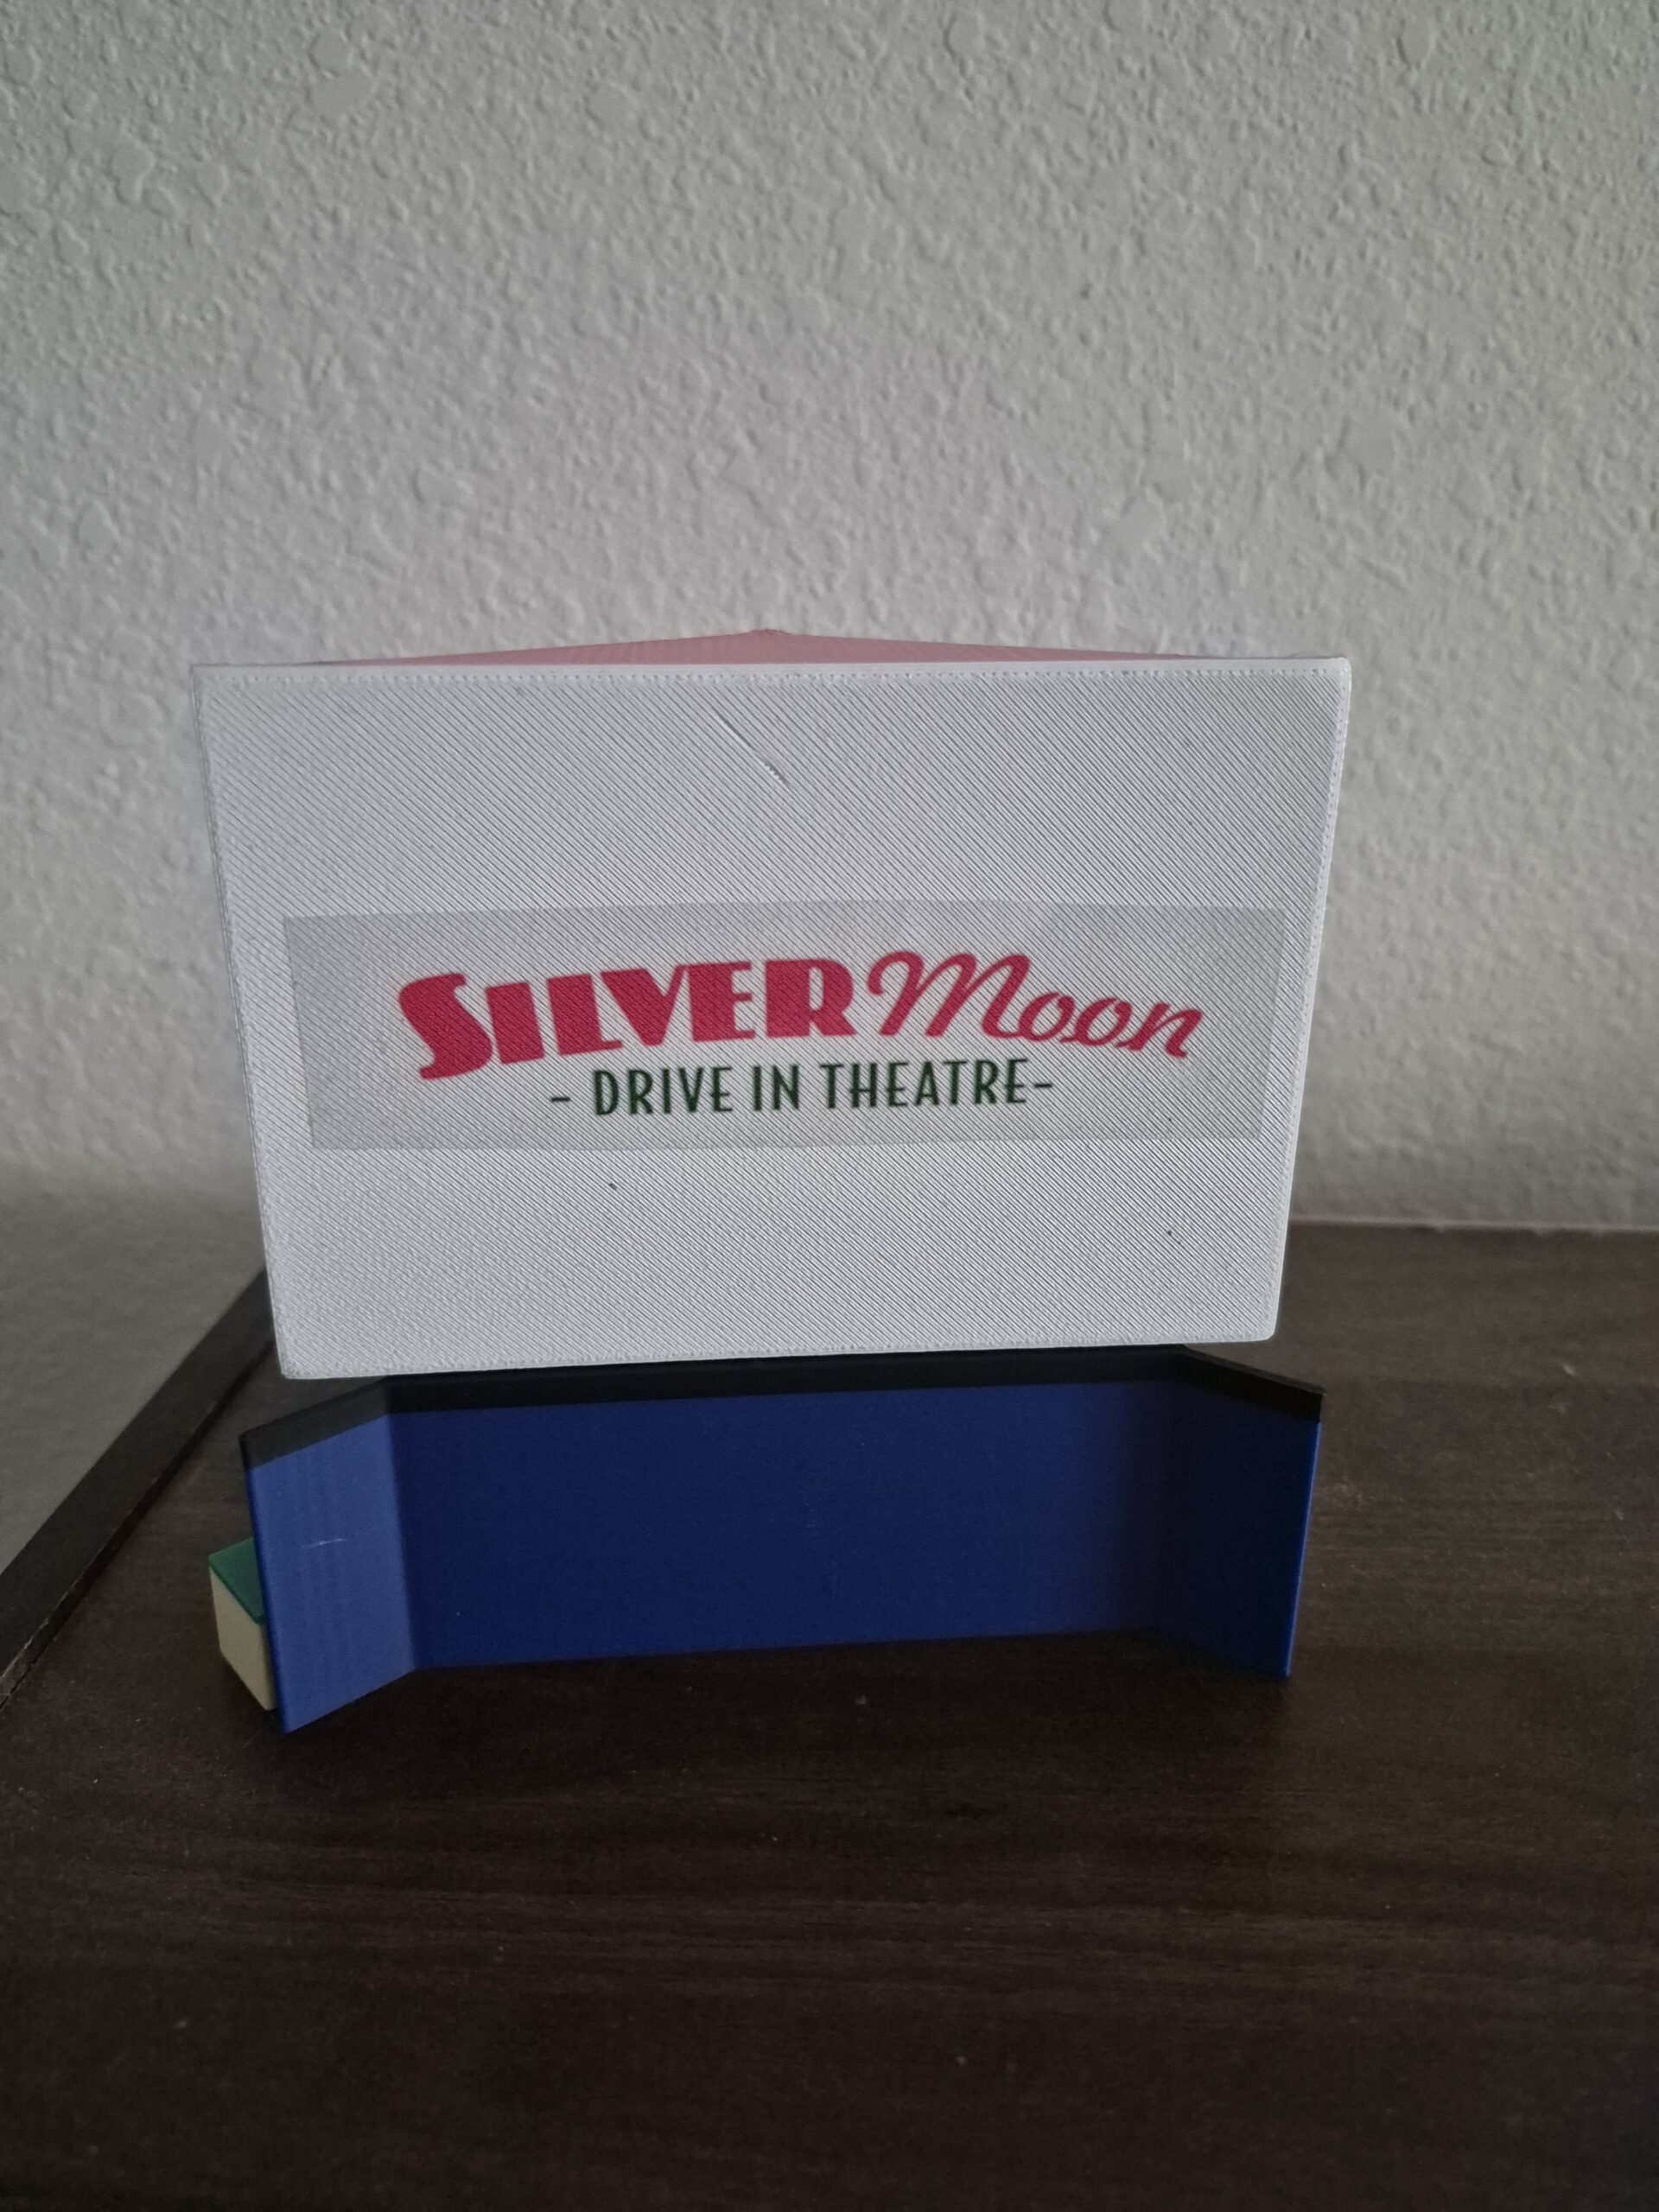 SILVER Moon
- DRIVE IN THEATRE-